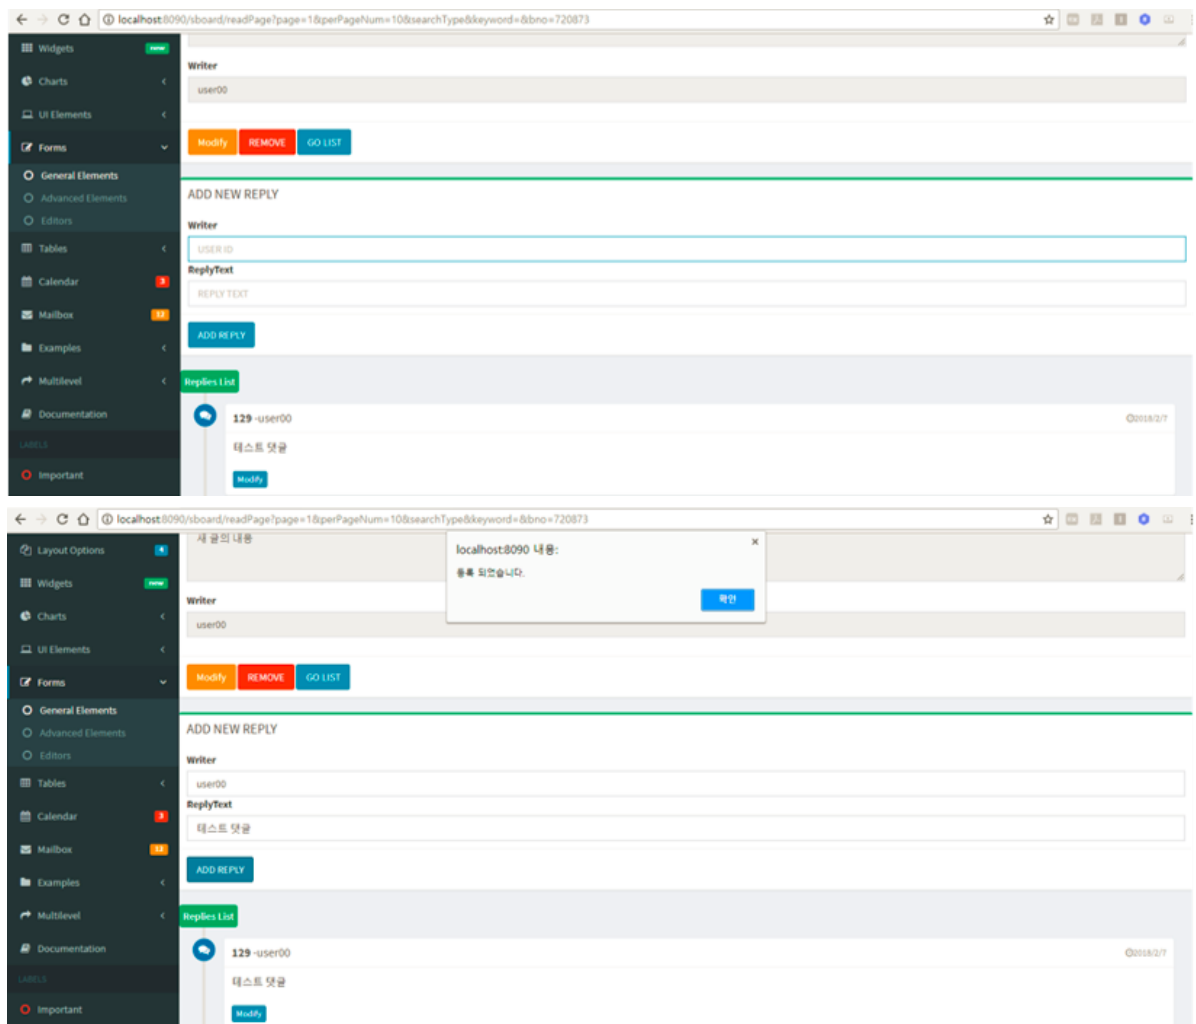 localhost:8090/sboard/readPage?page=1&perPageNum=10&searchType&keyword=&bno=720873
Widgets new
Charts
UI Elements
Forms
General Elements
Advanced Elements
Editors
Tables
Calendar 3
Mailbox 12
Examples
Multilevel
Documentation
LABELS
Important
Writer
user00
Modify REMOVE GO LIST
ADD NEW REPLY
Writer
USER ID
ReplyText
REPLY TEXT
ADD REPLY
Replies List
129 -user00 2018/2/7
테스트 댓글
Modify
localhost:8090/sboard/readPage?page=1&perPageNum=10&searchType&keyword=&bno=720873
Layout Options 4
Widgets new
Charts
UI Elements
Forms
General Elements
Advanced Elements
Editors
Tables
Calendar 3
Mailbox 12
Examples
Multilevel
Documentation
LABELS
Important
새 글의 내용
localhost:8090 내용:
등록 되었습니다.
확인
Writer
user00
Modify REMOVE GO LIST
ADD NEW REPLY
Writer
user00
ReplyText
테스트 댓글
ADD REPLY
Replies List
129 -user00 2018/2/7
테스트 댓글
Modify